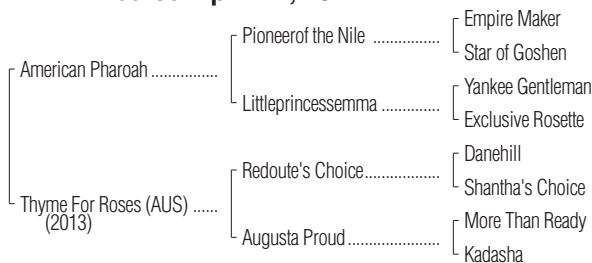 Empire Maker
Pioneerof the Nile ................
Star of Goshen
American Pharoah ...............
Yankee Gentleman
Littleprincessemma ..............
Exclusive Rosette
Danehill
Redoute's Choice..................
Shantha's Choice
Thyme For Roses (AUS) ......
(2013)
More Than Ready
Augusta Proud .....................
Kadasha